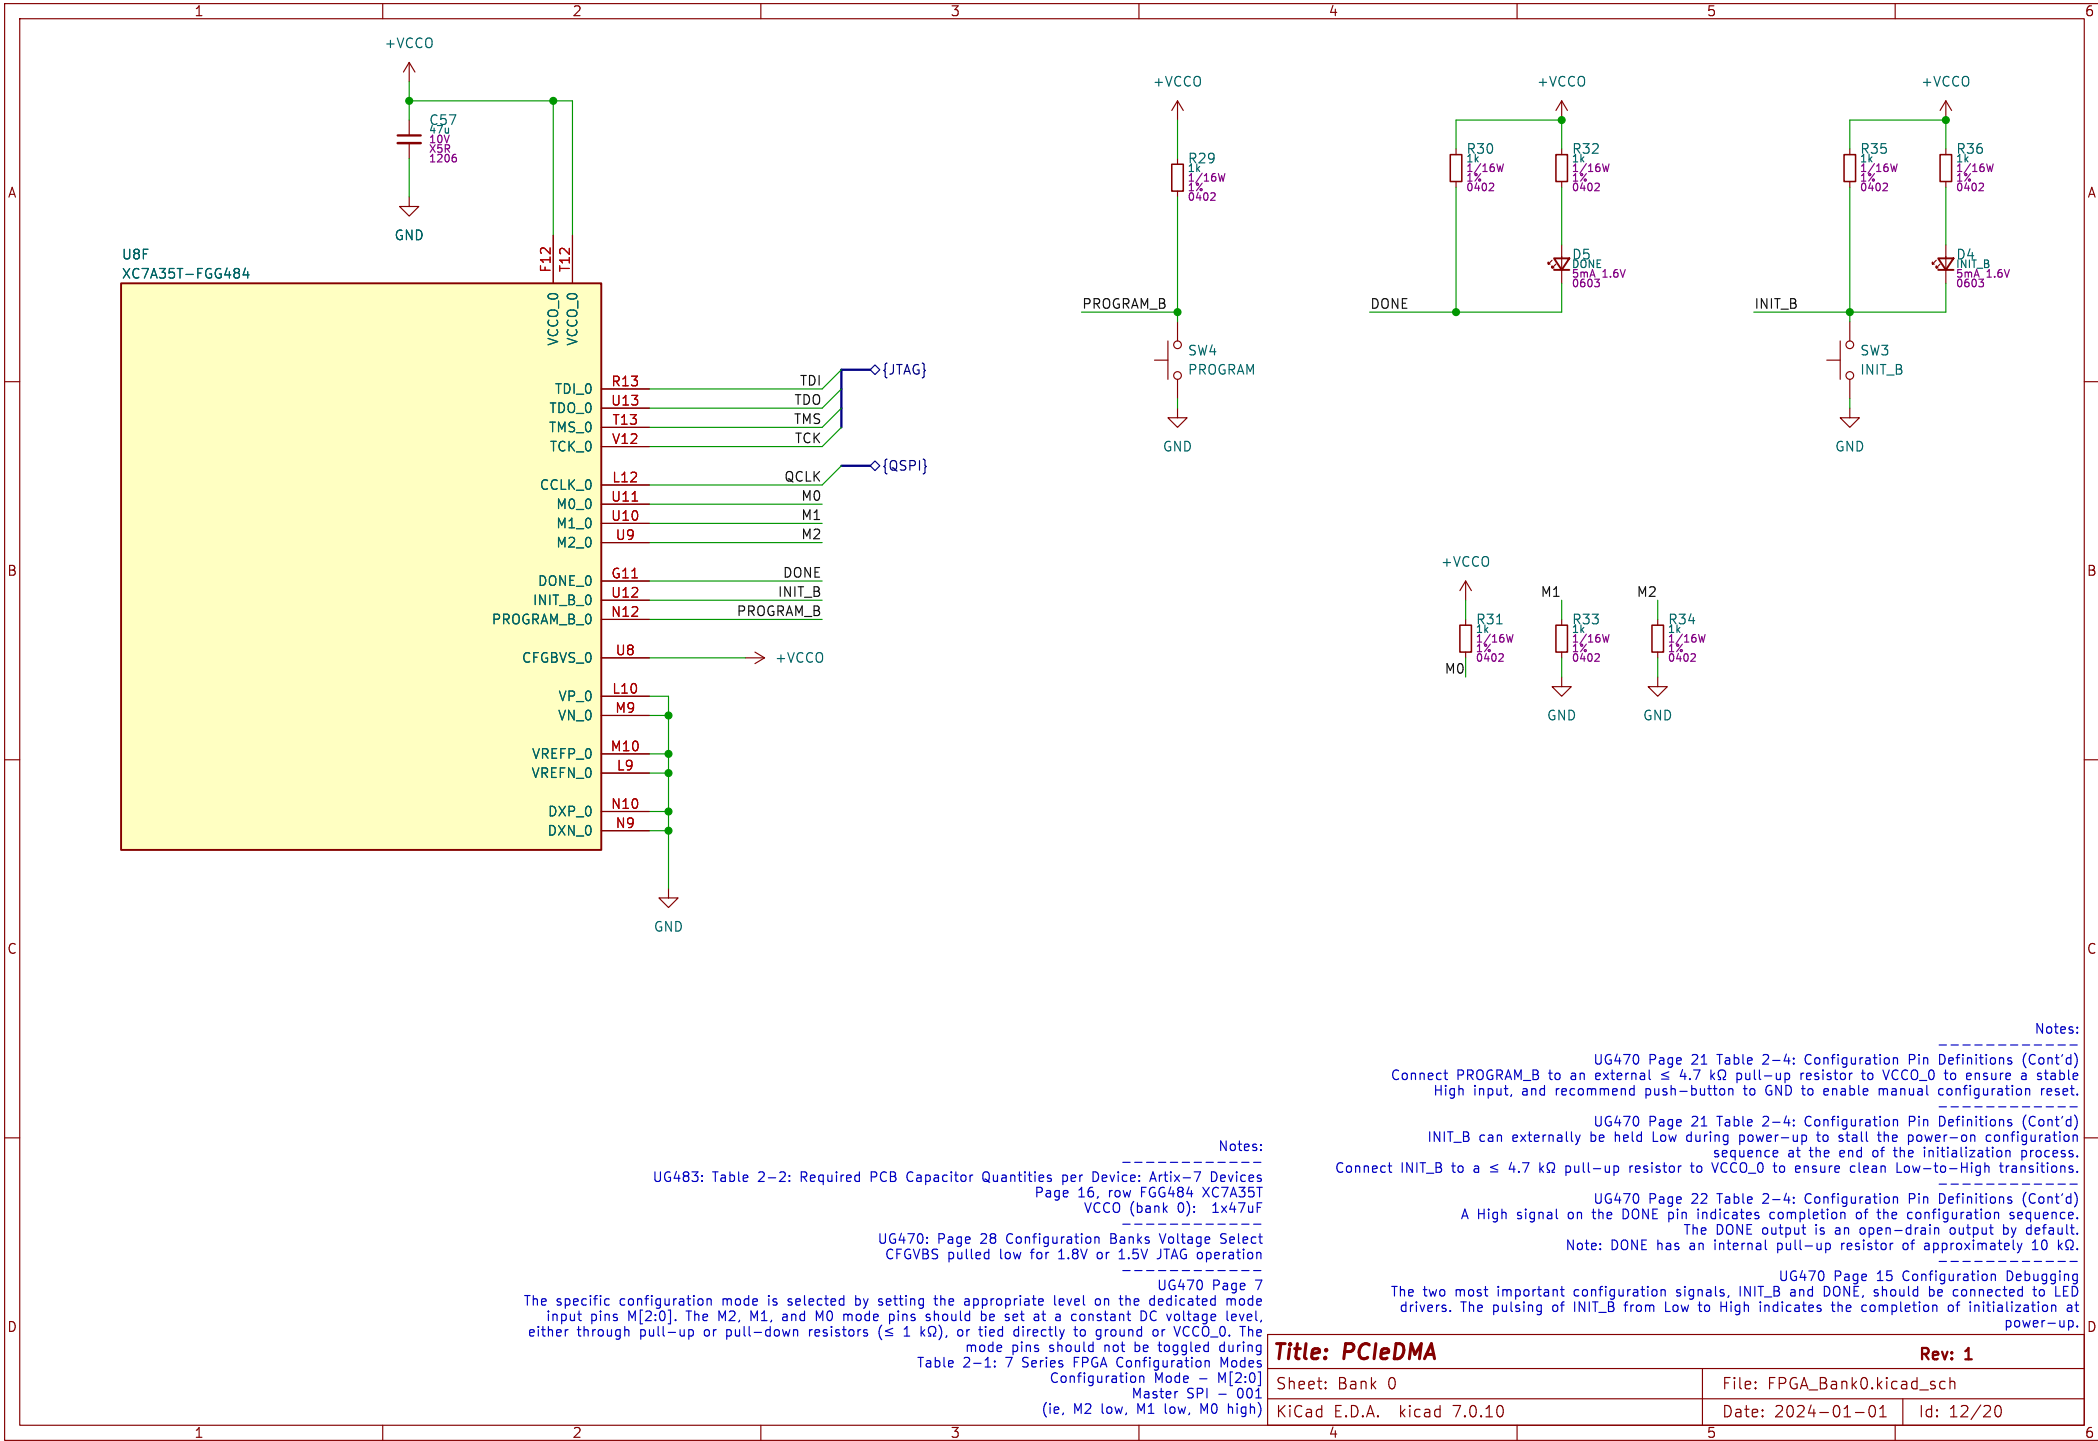 1 2 3 4 5 6
+VCCO
C57
47u
10V
X5R
1206
GND
U8F
XC7A35T-FGG484
F12
T12
VCCO_0
VCCO_0
TDI_0 R13 TDI
TDO_0 U13 TDO
TMS_0 T13 TMS
TCK_0 V12 TCK
{JTAG}
CCLK_0 L12 QCLK
{QSPI}
M0_0 U11 M0
M1_0 U10 M1
M2_0 U9 M2
DONE_0 G11 DONE
INIT_B_0 U12 INIT_B
PROGRAM_B_0 N12 PROGRAM_B
CFGBVS_0 U8 +VCCO
VP_0 L10
VN_0 M9
VREFP_0 M10
VREFN_0 L9
DXP_0 N10
DXN_0 N9
GND
+VCCO
R29
1k
1/16W
1%
0402
PROGRAM_B
SW4
PROGRAM
GND
+VCCO
R30
1k
1/16W
1%
0402
R32
1k
1/16W
1%
0402
D5
DONE
5mA 1.6V
0603
DONE
+VCCO
R35
1k
1/16W
1%
0402
R36
1k
1/16W
1%
0402
D4
INIT_B
5mA 1.6V
0603
INIT_B
SW3
INIT_B
GND
+VCCO
R31
1k
1/16W
1%
0402
M0
M1
R33
1k
1/16W
1%
0402
GND
M2
R34
1k
1/16W
1%
0402
GND
A A
B B
C C
D D
Notes:
------------
UG483: Table 2-2: Required PCB Capacitor Quantities per Device: Artix-7 Devices
Page 16, row FGG484 XC7A35T
VCCO (bank 0):  1x47uF
------------
UG470: Page 28 Configuration Banks Voltage Select
CFGVBS pulled low for 1.8V or 1.5V JTAG operation
------------
UG470 Page 7
The specific configuration mode is selected by setting the appropriate level on the dedicated mode
input pins M[2:0]. The M2, M1, and M0 mode pins should be set at a constant DC voltage level,
either through pull-up or pull-down resistors (≤ 1 kΩ), or tied directly to ground or VCCO_0. The
mode pins should not be toggled during
Table 2-1: 7 Series FPGA Configuration Modes
Configuration Mode - M[2:0]
Master SPI - 001
(ie, M2 low, M1 low, M0 high)
Notes:
------------
UG470 Page 21 Table 2-4: Configuration Pin Definitions (Cont'd)
Connect PROGRAM_B to an external ≤ 4.7 kΩ pull-up resistor to VCCO_0 to ensure a stable
High input, and recommend push-button to GND to enable manual configuration reset.
------------
UG470 Page 21 Table 2-4: Configuration Pin Definitions (Cont'd)
INIT_B can externally be held Low during power-up to stall the power-on configuration
sequence at the end of the initialization process.
Connect INIT_B to a ≤ 4.7 kΩ pull-up resistor to VCCO_0 to ensure clean Low-to-High transitions.
------------
UG470 Page 22 Table 2-4: Configuration Pin Definitions (Cont'd)
A High signal on the DONE pin indicates completion of the configuration sequence.
The DONE output is an open-drain output by default.
Note: DONE has an internal pull-up resistor of approximately 10 kΩ.
------------
UG470 Page 15 Configuration Debugging
The two most important configuration signals, INIT_B and DONE, should be connected to LED
drivers. The pulsing of INIT_B from Low to High indicates the completion of initialization at
power-up.
Title: PCIeDMA Rev: 1
Sheet: Bank 0 File: FPGA_Bank0.kicad_sch
KiCad E.D.A.  kicad 7.0.10 Date: 2024-01-01 Id: 12/20
1 2 3 4 5 6